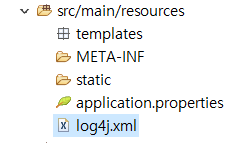 src/main/resources
templates
META-INF
static
application.properties
log4j.xml